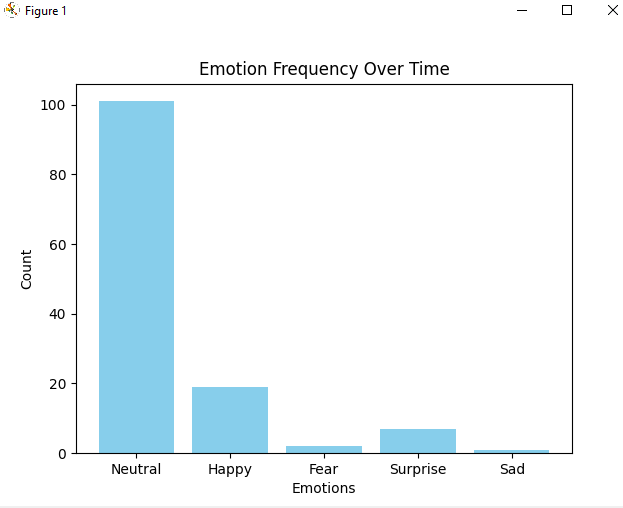 Figure 1
Emotion Frequency Over Time
100
80
60
40
20
0
Count
Neutral Happy Fear Surprise Sad
Emotions